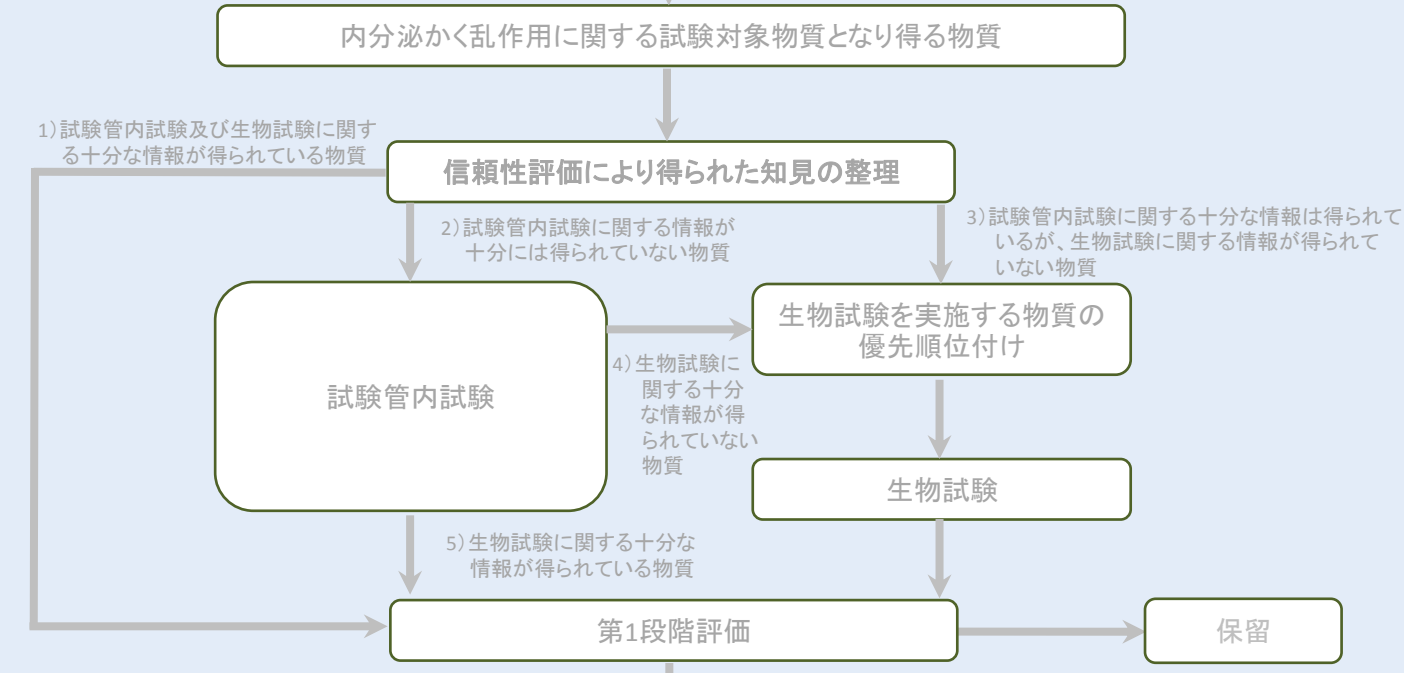 内分泌かく乱作用に関する試験対象物質となり得る物質
1)試験管内試験及び生物試験に関す
る十分な情報が得られている物質
信頼性評価により得られた知見の整理
2)試験管内試験に関する情報が
十分には得られていない物質
3)試験管内試験に関する十分な情報は得られて
いるが、生物試験に関する情報が得られて
いない物質
試験管内試験
生物試験を実施する物質の
優先順位付け
4)生物試験に
関する十分
な情報が得
られていない
物質
生物試験
5)生物試験に関する十分な
情報が得られている物質
第1段階評価
保留